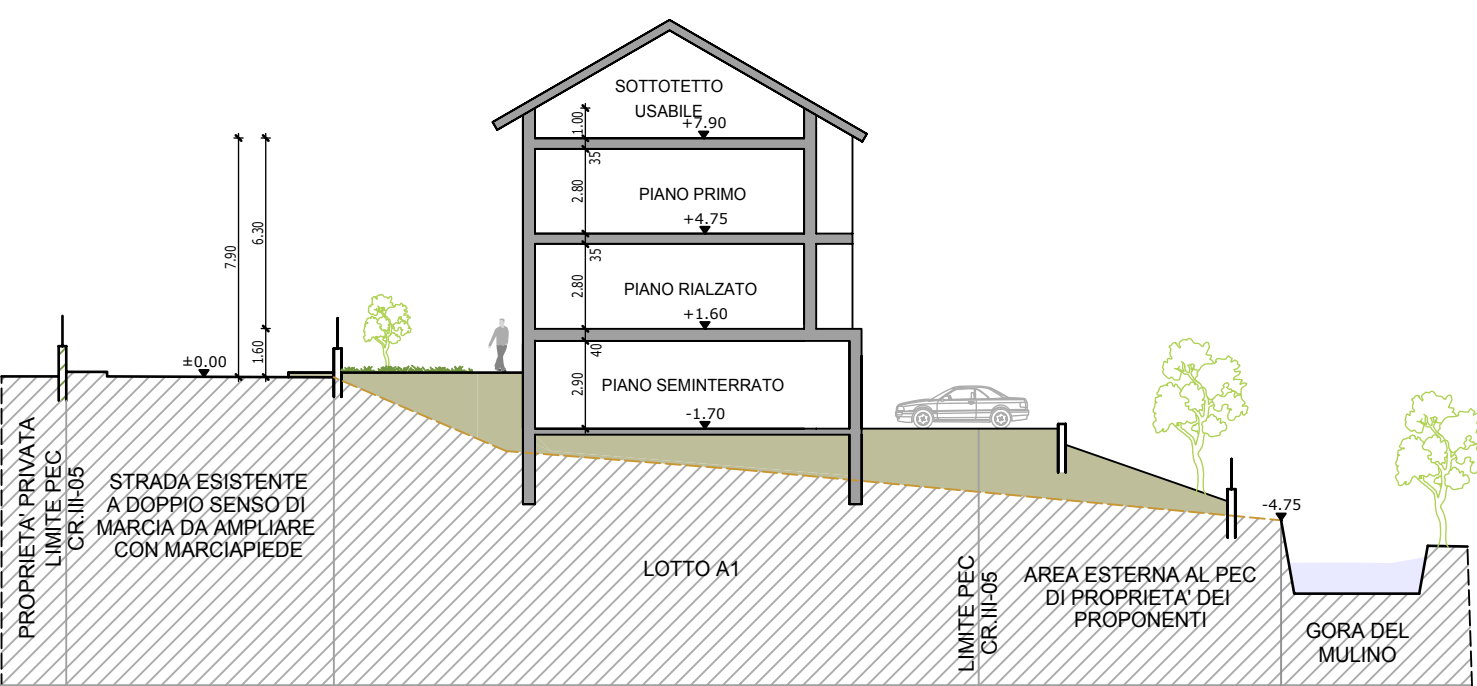 SOTTOTETTO
USABILE
+7.90
1.00
35
PIANO PRIMO
2.80
+4.75
35
7.90
6.30
PIANO RIALZATO
2.80
+1.60
±0.00
1.60
40
PIANO SEMINTERRATO
2.90
-1.70
PROPRIETA' PRIVATA
LIMITE PEC
CR.III-05
STRADA ESISTENTE
A DOPPIO SENSO DI
MARCIA DA AMPLIARE
CON MARCIAPIEDE
LOTTO A1
LIMITE PEC
CR.III-05
-4.75
AREA ESTERNA AL PEC
DI PROPRIETA' DEI
PROPONENTI
GORA DEL
MULINO